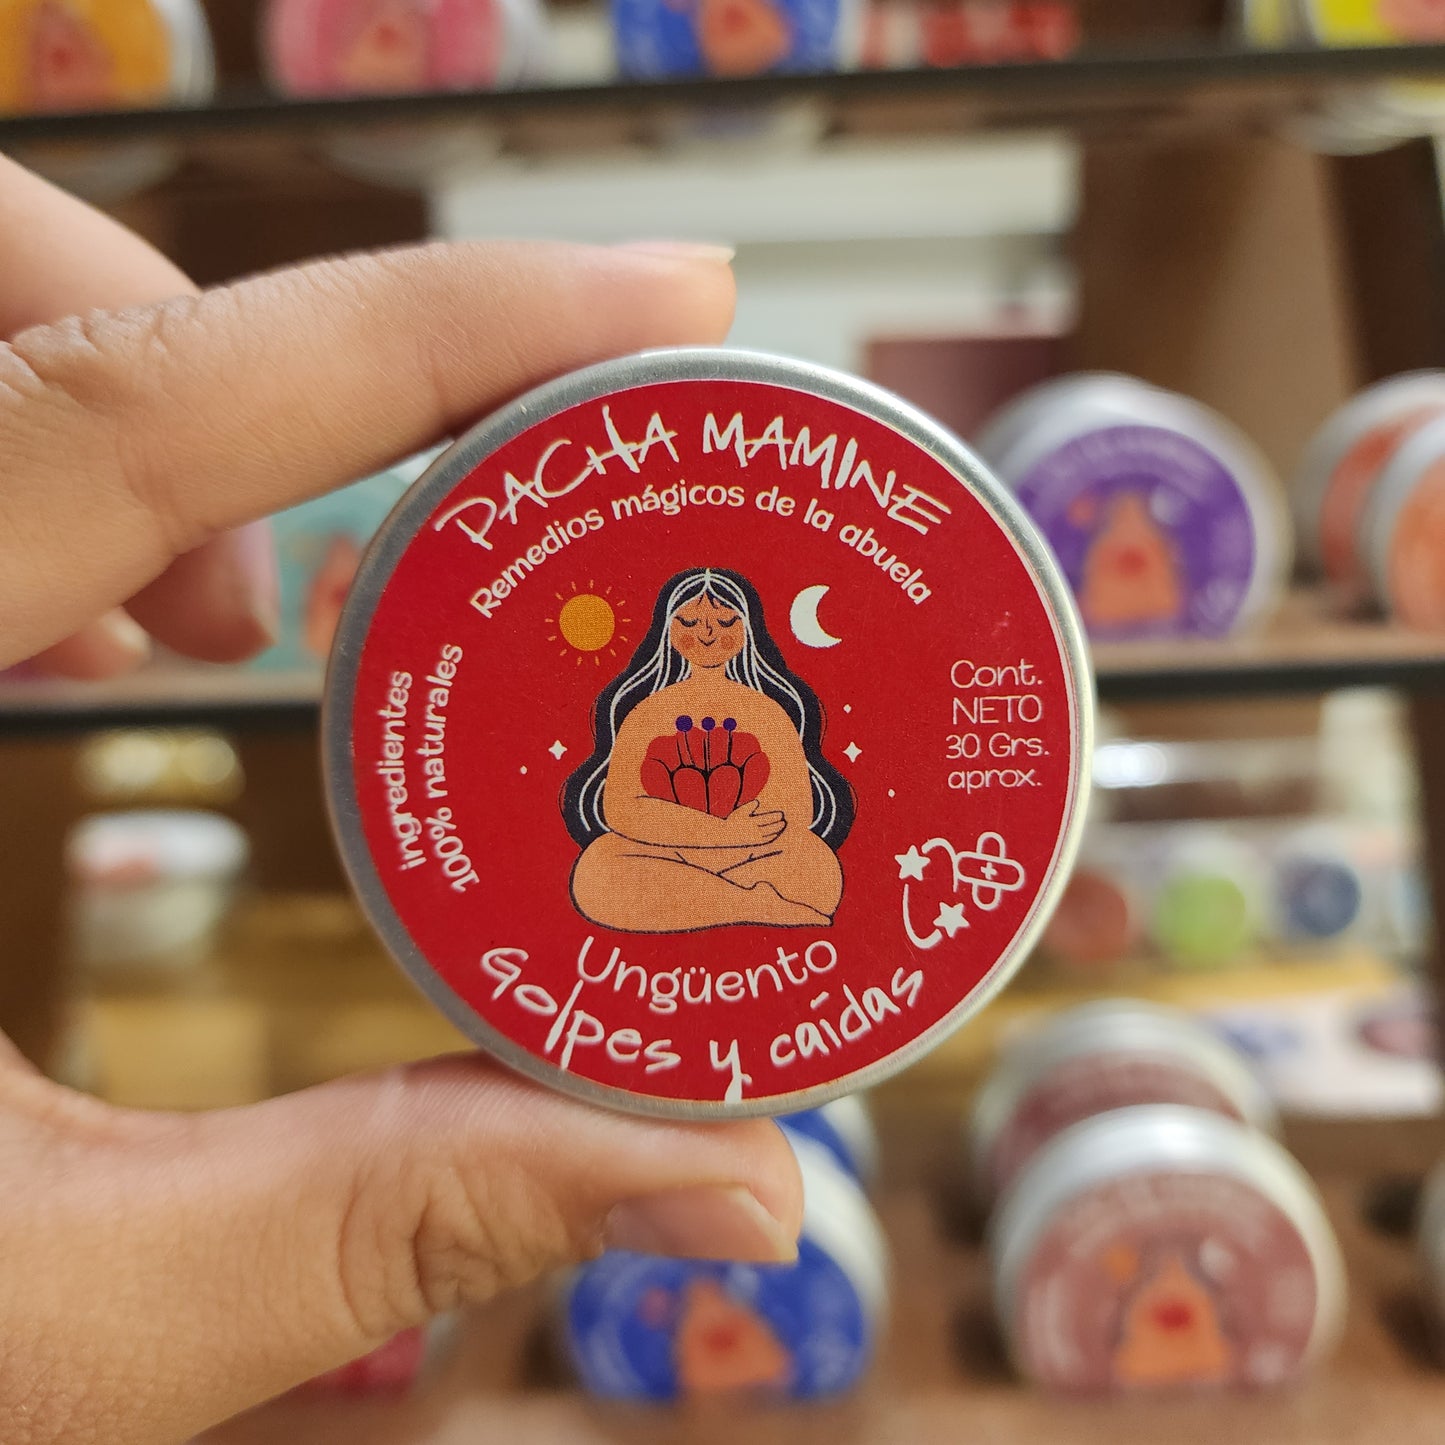 PACHA MAMINE
Remedios mágicos de la abuela
ingredientes
100% naturales
Cont.
NETO
30 Grs.
aprox.
Ungüento
Golpes y caídas